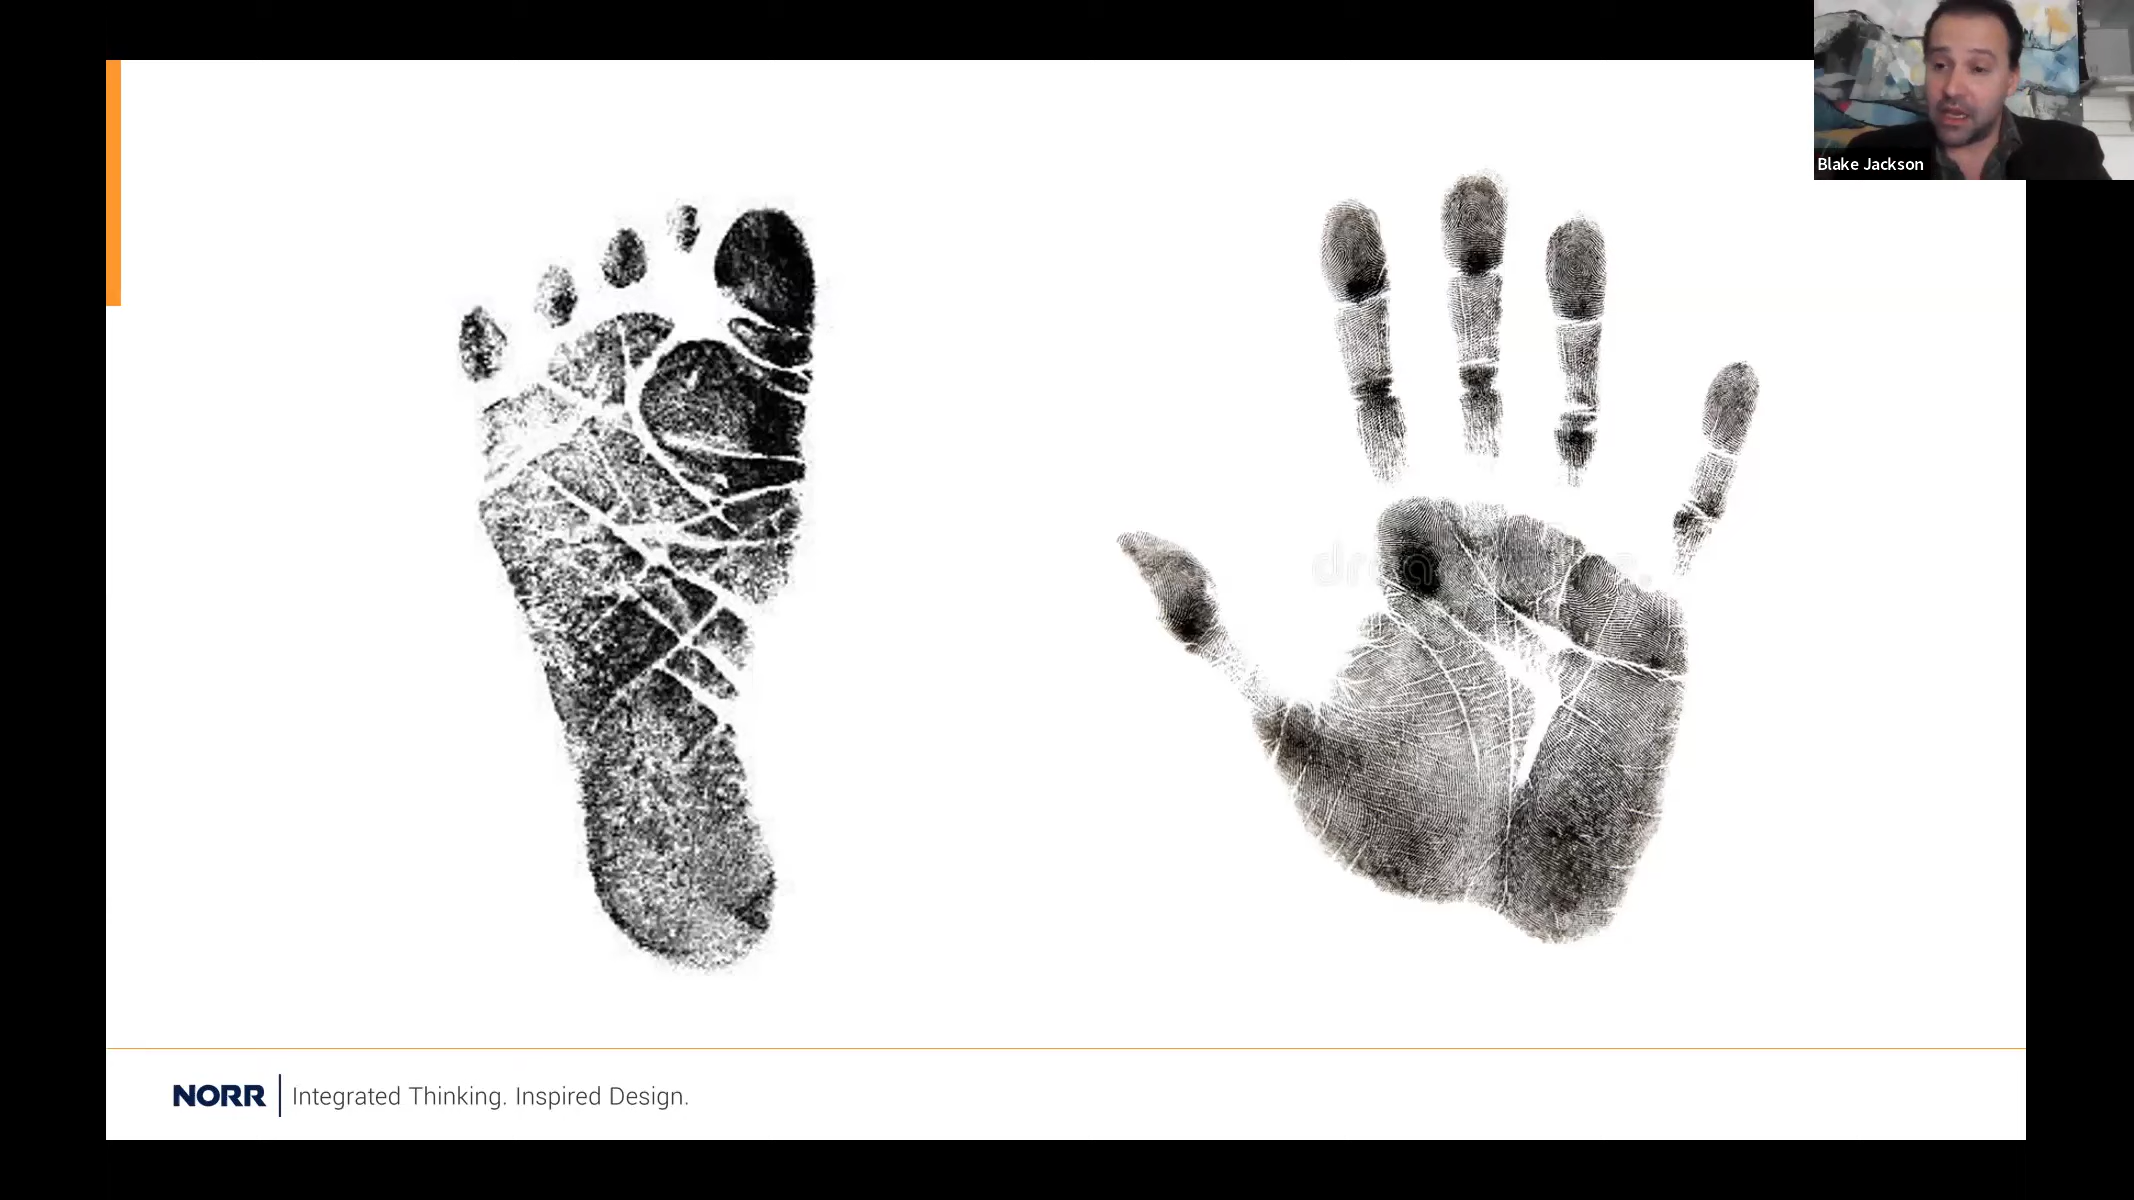 Blake Jackson
NORR | Integrated Thinking. Inspired Design.